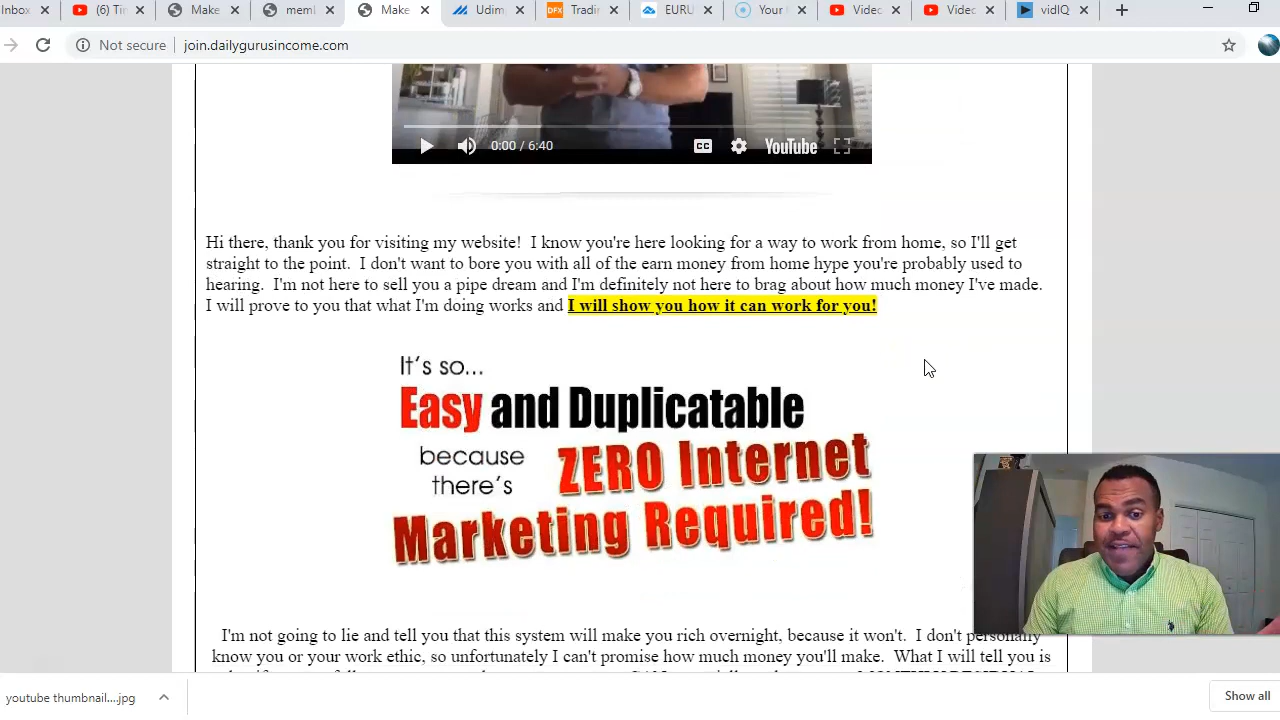 Inbox
(6) Tin
Make
meml
Make
Udim
DFX
Tradin
EURU
Your
Video
Video
vidIQ
Not secure
join.dailygurusincome.com
0:00 / 6:40
CC
YouTube
Hi there, thank you for visiting my website! I know you're here looking for a way to work from home, so I'll get
straight to the point. I don't want to bore you with all of the earn money from home hype you're probably used to
hearing. I'm not here to sell you a pipe dream and I'm definitely not here to brag about how much money I've made.
I will prove to you that what I'm doing works and I will show you how it can work for you!
It's so...
Easy and Duplicatable
because
there's
ZERO Internet
Marketing Required!
I'm not going to lie and tell you that this system will make you rich overnight, because it won't. I don't personally
know you or your work ethic, so unfortunately I can't promise how much money you'll make. What I will tell you is
youtube thumbnail....jpg
Show all